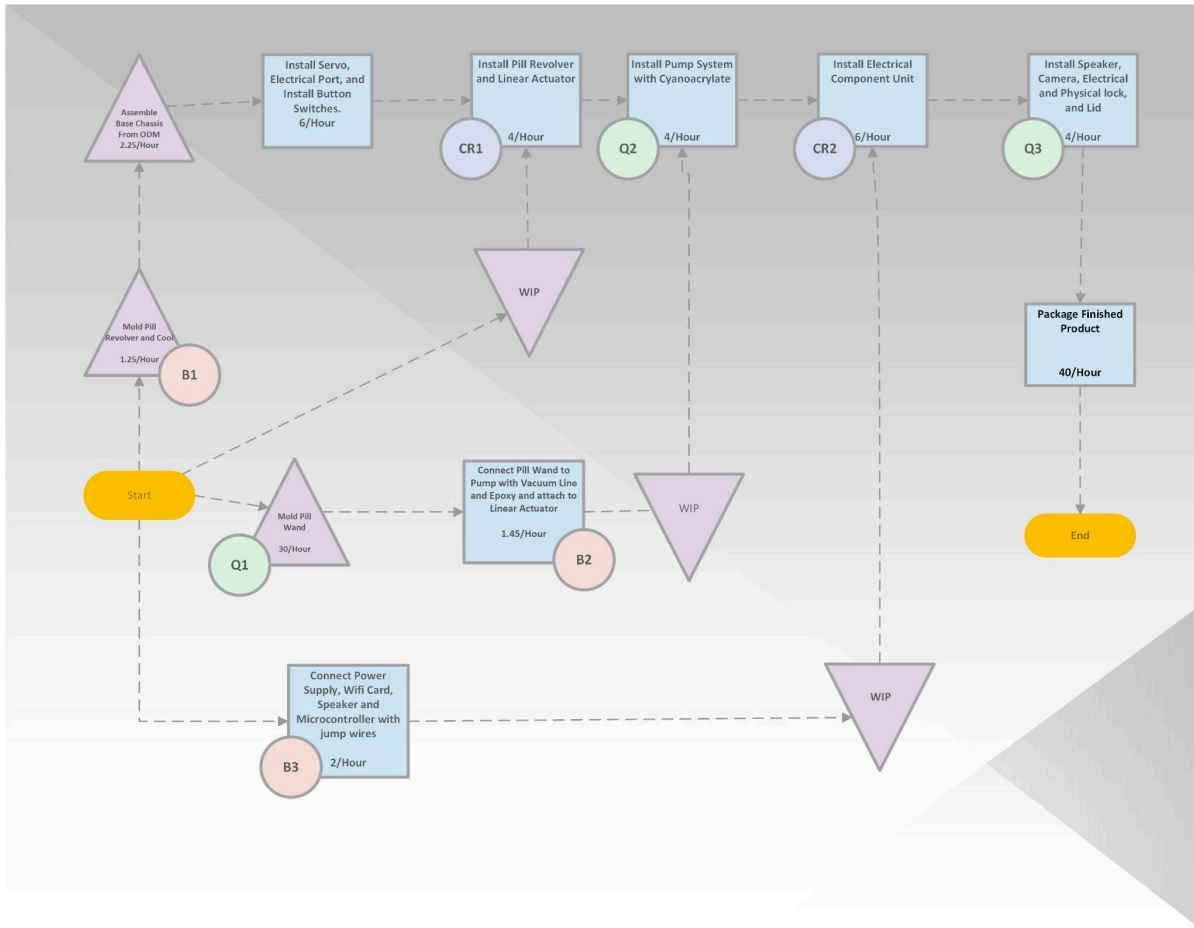 Assemble
Base Chassis
From ODM
2.25/Hour
Install Servo,
Electrical Port, and
Install Button
Switches.
6/Hour
Install Pill Revolver
and Linear Actuator
4/Hour
CR1
Install Pump System
with Cyanoacrylate
4/Hour
Q2
Install Electrical
Component Unit
6/Hour
CR2
Install Speaker,
Camera, Electrical
and Physical lock,
and Lid
4/Hour
Q3
WIP
Mold Pill
Revolver and Cool
1.25/Hour
B1
Package Finished
Product
40/Hour
Start
Mold Pill
Wand
30/Hour
Q1
Connect Pill Wand to
Pump with Vacuum Line
and Epoxy and attach to
Linear Actuator
1.45/Hour
B2
WIP
End
Connect Power
Supply, Wifi Card,
Speaker and
Microcontroller with
jump wires
2/Hour
B3
WIP